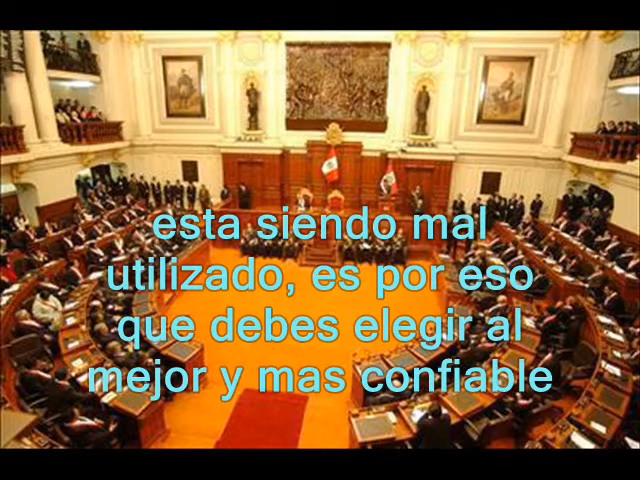 esta siendo mal
utilizado, es por eso
que debes elegir al
mejor y mas confiable